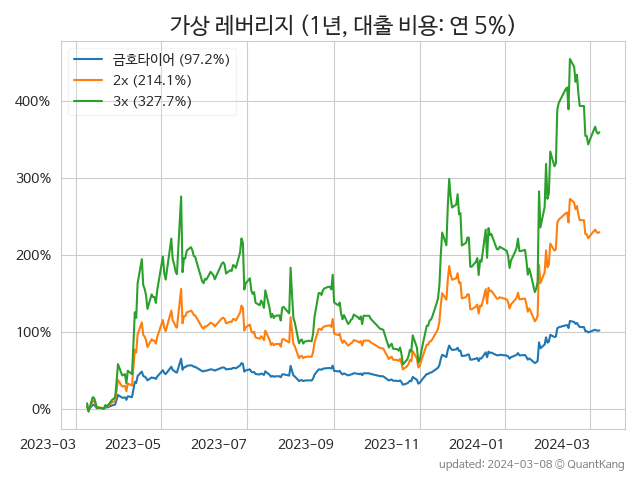 가상 레버리지 (1년, 대출 비용: 연 5%)
금호타이어 (97.2%)
2x (214.1%)
3x (327.7%)
400%
300%
200%
100%
0%
2023-03 2023-05 2023-07 2023-09 2023-11 2024-01 2024-03
updated: 2024-03-08 © QuantKang